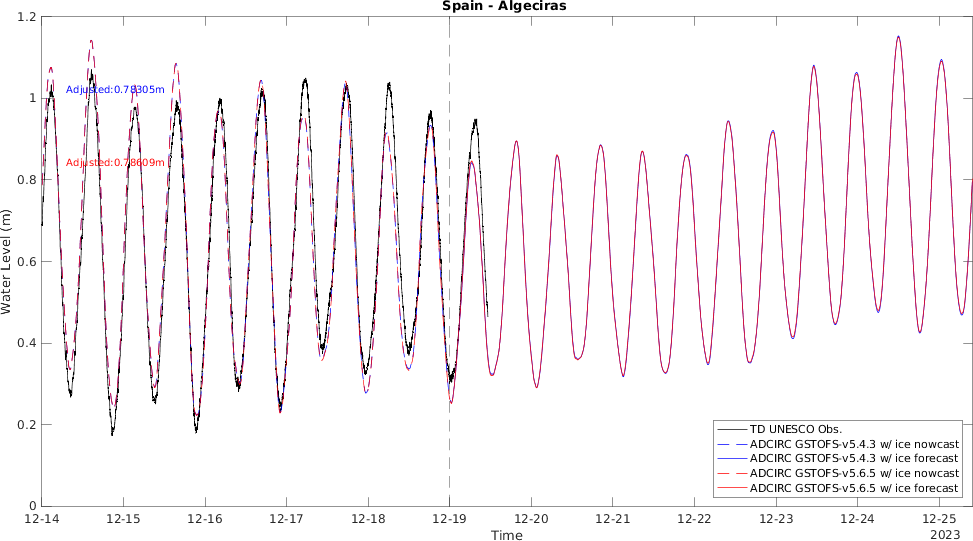 Spain - Algeciras
1.2
1
0.8
0.6
0.4
0.2
0
Water Level (m)
Adjusted:0.78305m
Adjusted:0.78609m
TD UNESCO Obs.
ADCIRC GSTOFS-v5.4.3 w/ ice nowcast
ADCIRC GSTOFS-v5.4.3 w/ ice forecast
ADCIRC GSTOFS-v5.6.5 w/ ice nowcast
ADCIRC GSTOFS-v5.6.5 w/ ice forecast
12-14 12-15 12-16 12-17 12-18 12-19 12-20 12-21 12-22 12-23 12-24 12-25
Time
2023